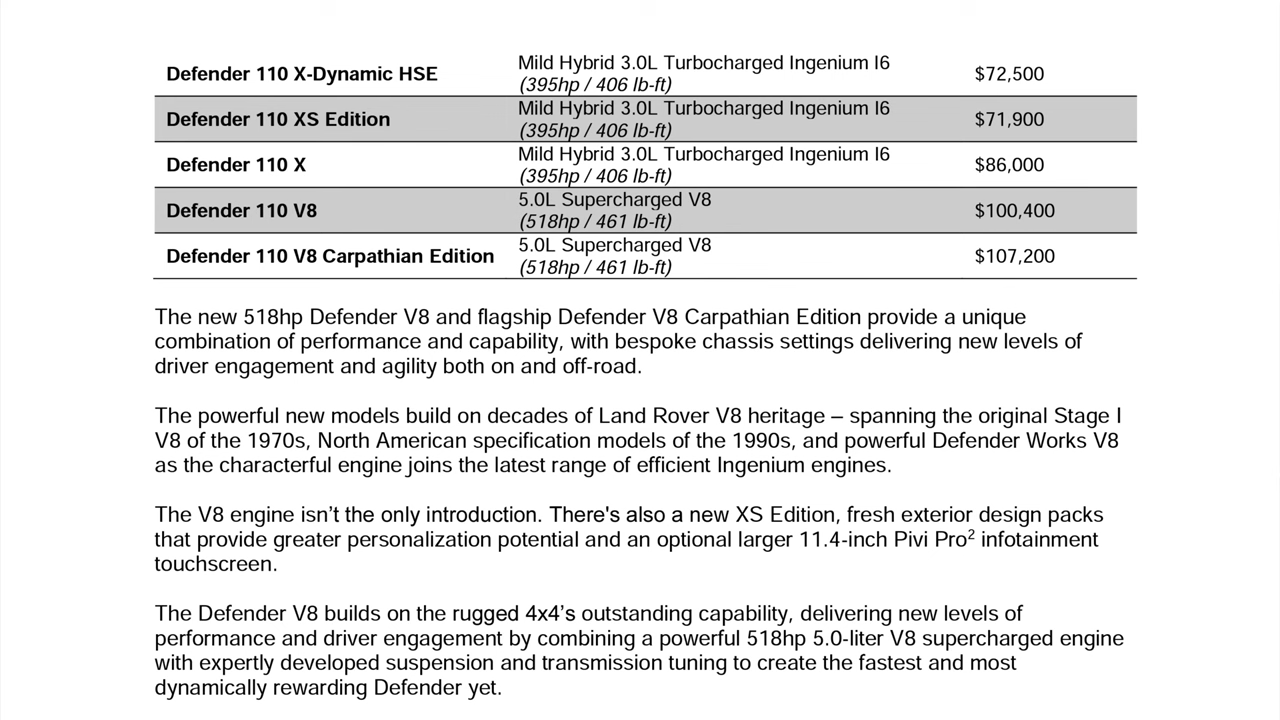 Defender 110 X-Dynamic HSE Mild Hybrid 3.0L Turbocharged Ingenium I6 $72,500
(395hp / 406 lb-ft)
Defender 110 XS Edition Mild Hybrid 3.0L Turbocharged Ingenium I6 $71,900
(395hp / 406 lb-ft)
Defender 110 X Mild Hybrid 3.0L Turbocharged Ingenium I6 $86,000
(395hp / 406 lb-ft)
Defender 110 V8 5.0L Supercharged V8 $100,400
(518hp / 461 lb-ft)
Defender 110 V8 Carpathian Edition 5.0L Supercharged V8 $107,200
(518hp / 461 lb-ft)
The new 518hp Defender V8 and flagship Defender V8 Carpathian Edition provide a unique
combination of performance and capability, with bespoke chassis settings delivering new levels of
driver engagement and agility both on and off-road.
The powerful new models build on decades of Land Rover V8 heritage – spanning the original Stage I
V8 of the 1970s, North American specification models of the 1990s, and powerful Defender Works V8
as the characterful engine joins the latest range of efficient Ingenium engines.
The V8 engine isn’t the only introduction. There's also a new XS Edition, fresh exterior design packs
that provide greater personalization potential and an optional larger 11.4-inch Pivi Pro² infotainment
touchscreen.
The Defender V8 builds on the rugged 4x4’s outstanding capability, delivering new levels of
performance and driver engagement by combining a powerful 518hp 5.0-liter V8 supercharged engine
with expertly developed suspension and transmission tuning to create the fastest and most
dynamically rewarding Defender yet.